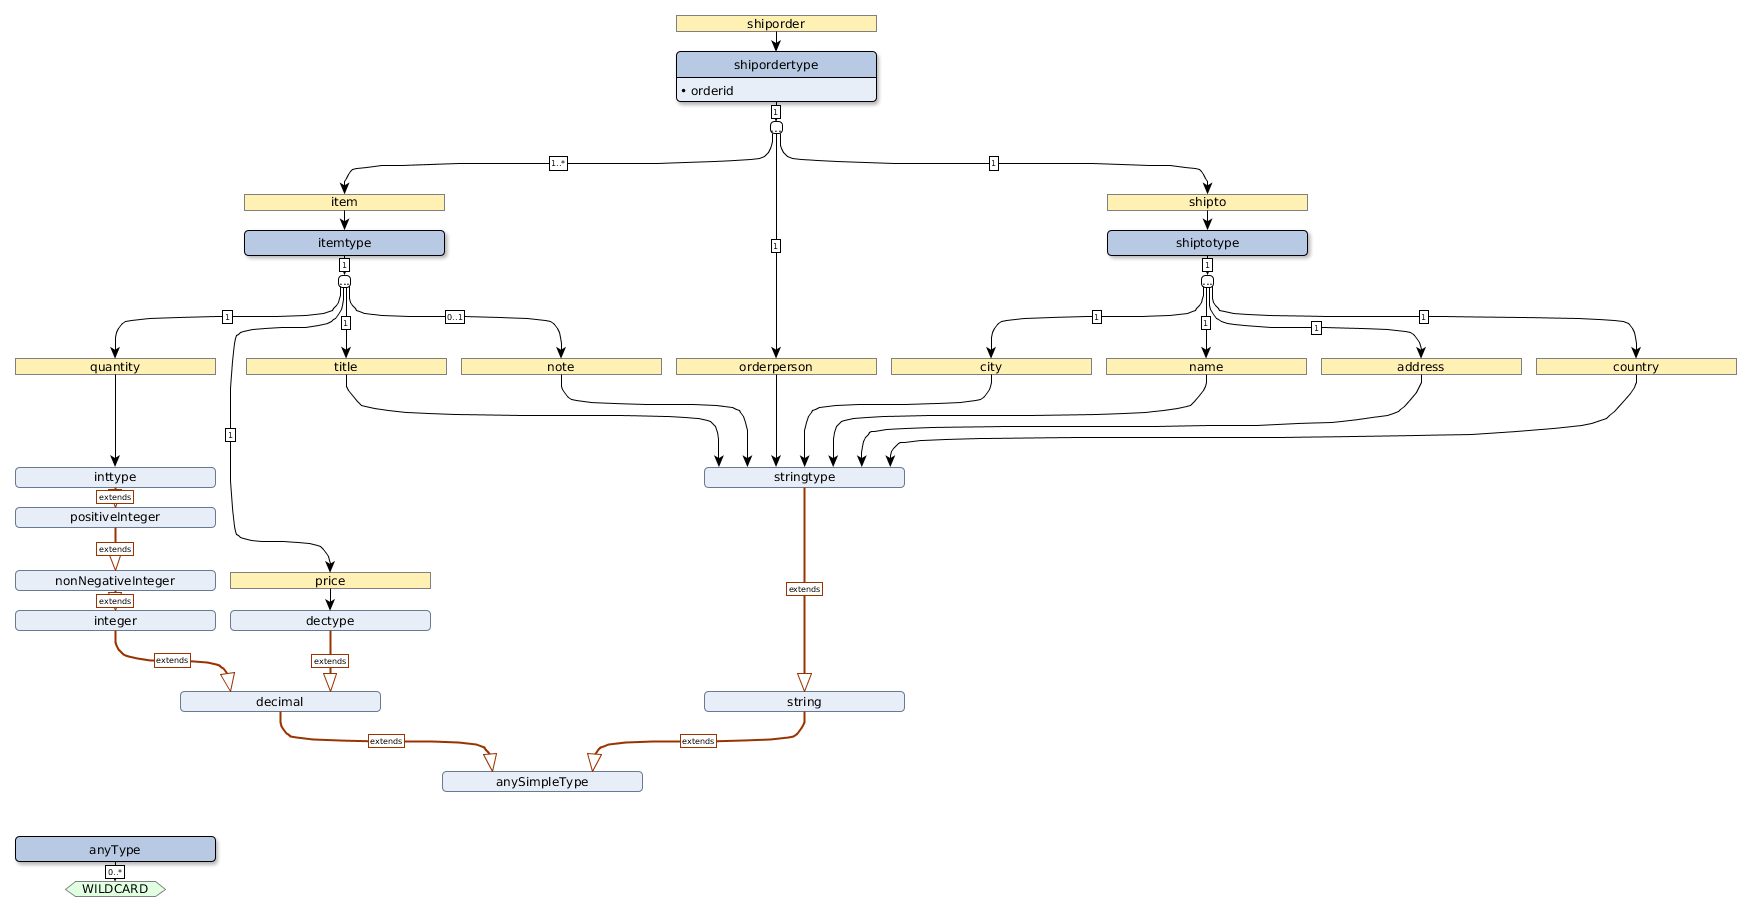 shiporder
shipordertype
• orderid
1
...
1..*
1
item
shipto
itemtype
1
shiptotype
1
1
...
...
1
1
0..1
1
1
1
1
quantity
title
note
orderperson
city
name
address
country
1
inttype
stringtype
extends
positiveInteger
extends
nonNegativeInteger
price
extends
extends
integer
dectype
extends
extends
decimal
string
extends
extends
anySimpleType
anyType
0..*
WILDCARD